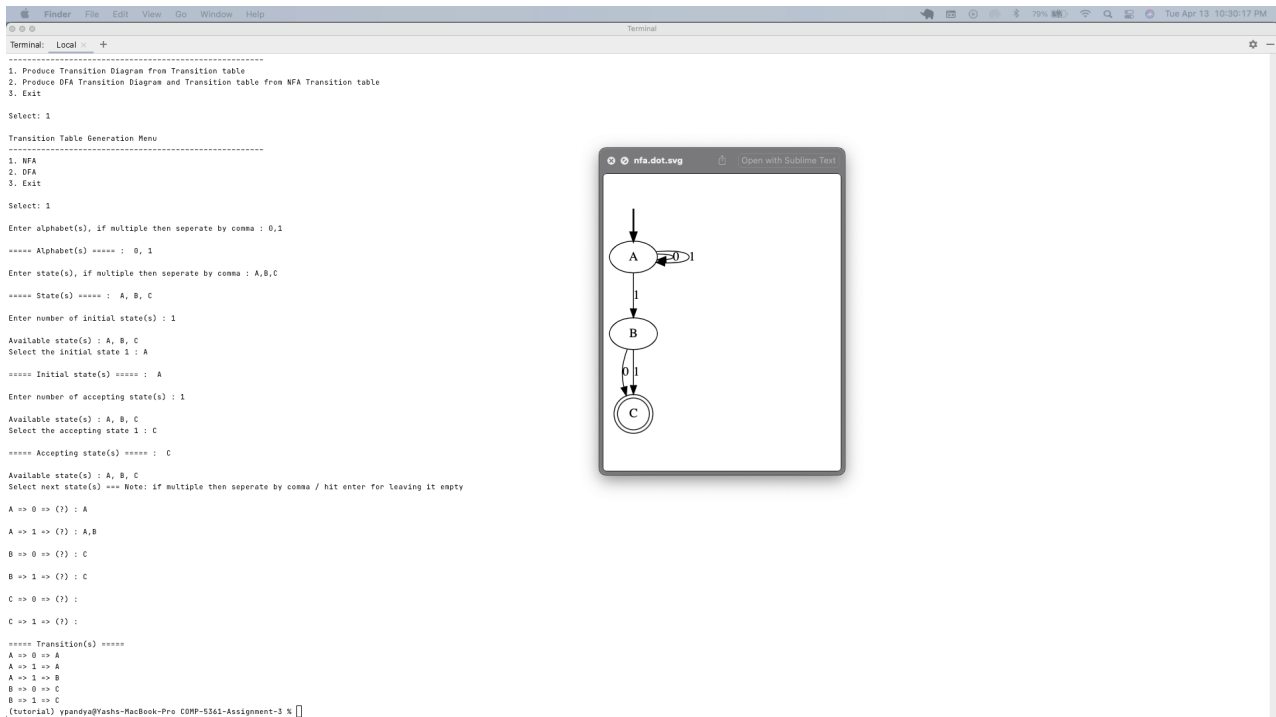 Finder File Edit View Go Window Help 79% Tue Apr 13 10:30:17 PM
Terminal
Terminal: Local × +
----------------------------------------------------------
1. Produce Transition Diagram from Transition table
2. Produce DFA Transition Diagram and Transition table from NFA Transition table
3. Exit
Select: 1
Transition Table Generation Menu
----------------------------------------------------------
1. NFA
2. DFA
3. Exit
Select: 1
Enter alphabet(s), if multiple then seperate by comma : 0,1
===== Alphabet(s) ===== :  0, 1
Enter state(s), if multiple then seperate by comma : A,B,C
===== State(s) ===== :  A, B, C
Enter number of initial state(s) : 1
Available state(s) : A, B, C
Select the initial state 1 : A
===== Initial state(s) ===== :  A
Enter number of accepting state(s) : 1
Available state(s) : A, B, C
Select the accepting state 1 : C
===== Accepting state(s) ===== :  C
Available state(s) : A, B, C
Select next state(s) === Note: if multiple then seperate by comma / hit enter for leaving it empty
A => 0 => (?) : A
A => 1 => (?) : A,B
B => 0 => (?) : C
B => 1 => (?) : C
C => 0 => (?) :
C => 1 => (?) :
===== Transition(s) =====
A => 0 => A
A => 1 => A
A => 1 => B
B => 0 => C
B => 1 => C
(tutorial) ypandya@Yashs-MacBook-Pro COMP-5361-Assignment-3 %
nfa.dot.svg Open with Sublime Text
A 0 1
1
B
0 1
C